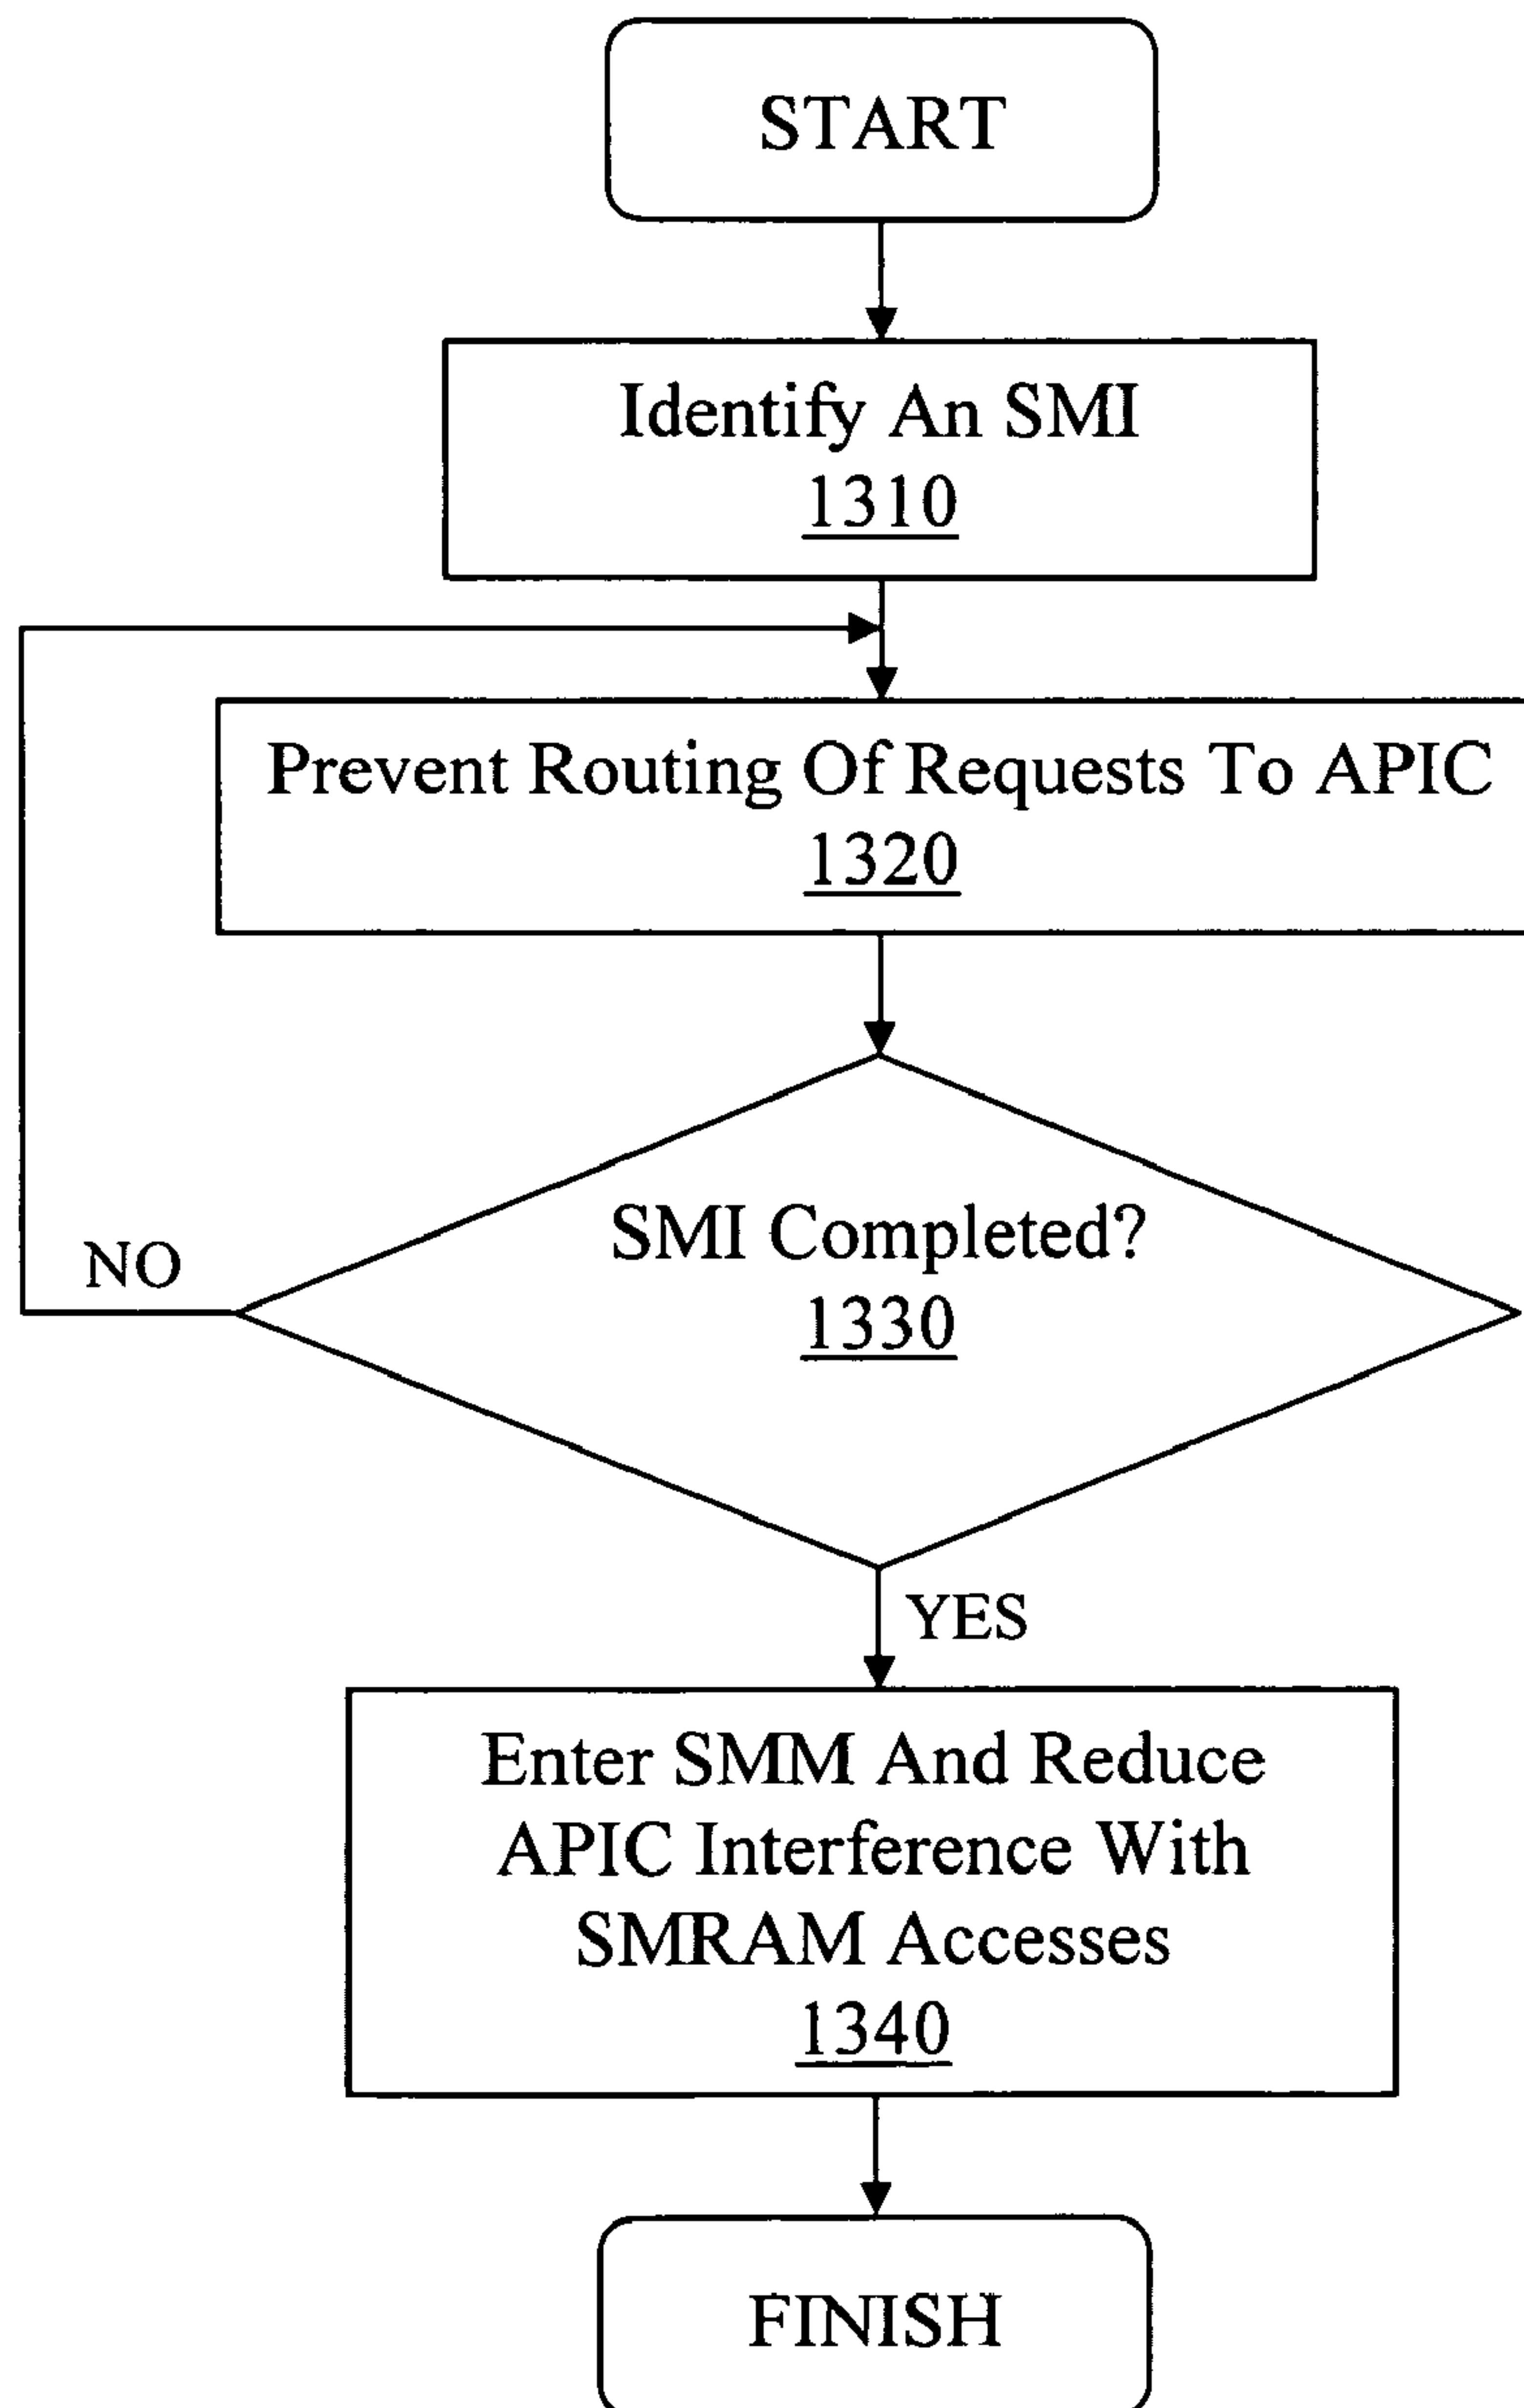 START
Identify An SMI
1310
Prevent Routing Of Requests To APIC
1320
SMI Completed?
1330
NO
YES
Enter SMM And Reduce
APIC Interference With
SMRAM Accesses
1340
FINISH